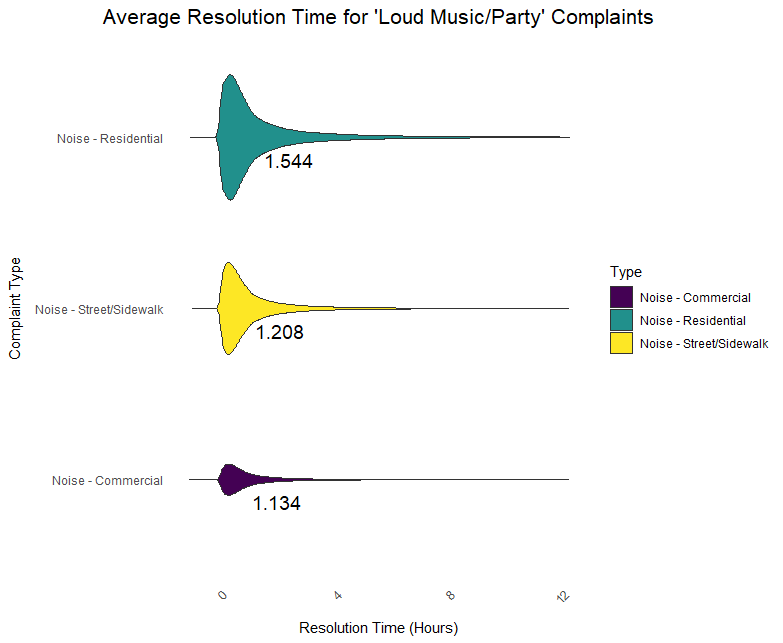 Average Resolution Time for 'Loud Music/Party' Complaints
Complaint Type
Noise - Residential
1.544
Noise - Street/Sidewalk
1.208
Noise - Commercial
1.134
0
4
8
12
Resolution Time (Hours)
Type
Noise - Commercial
Noise - Residential
Noise - Street/Sidewalk